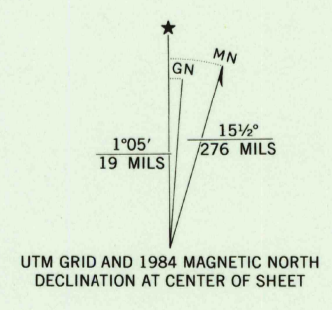 ★
MN
GN
1°05′
19 MILS
15½°
276 MILS
UTM GRID AND 1984 MAGNETIC NORTH
DECLINATION AT CENTER OF SHEET